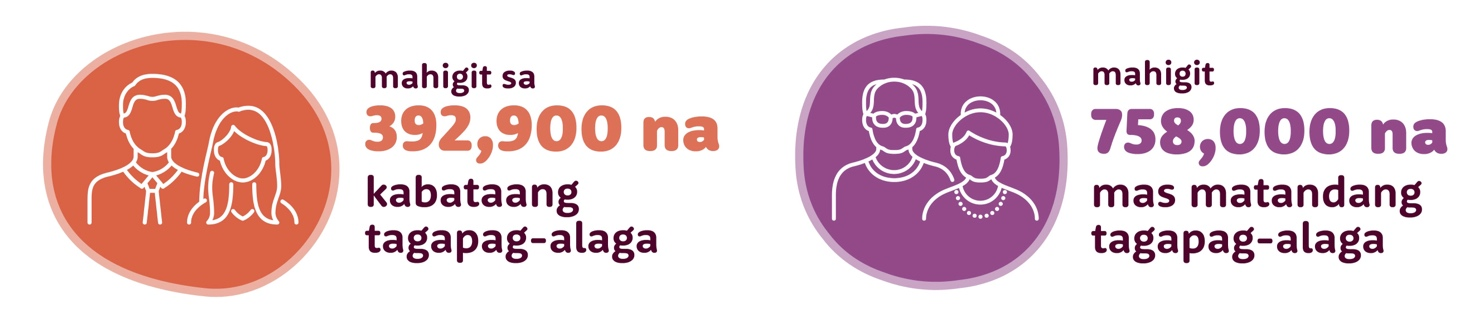 mahigit sa
392,900 na
kabataang
tagapag-alaga
mahigit
758,000 na
mas matandang
tagapag-alaga